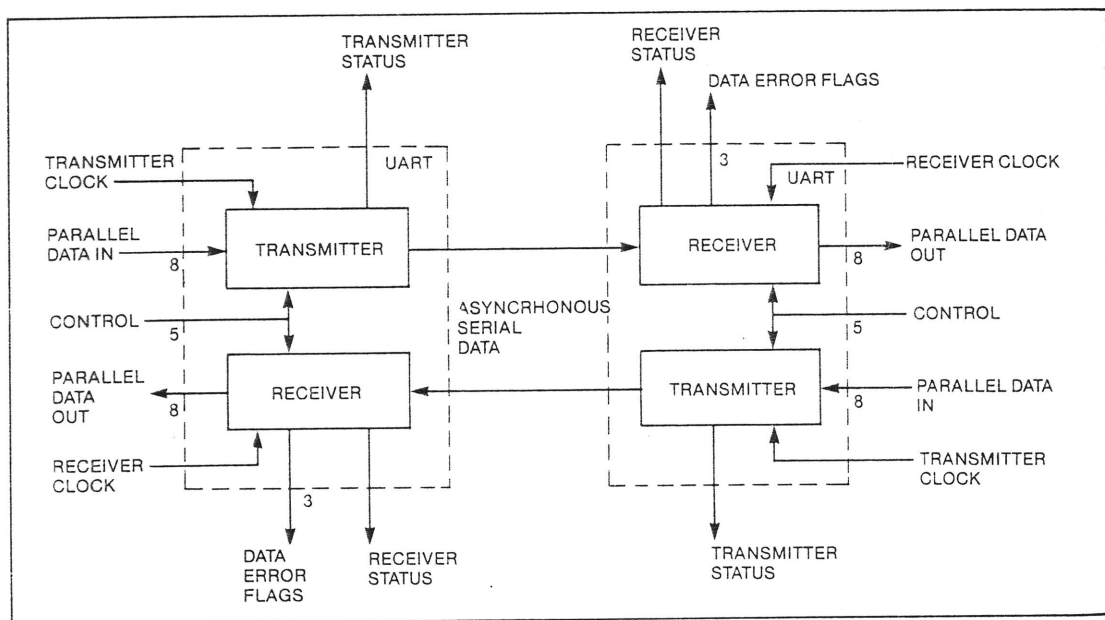 TRANSMITTER
STATUS
RECEIVER
STATUS
DATA ERROR FLAGS
TRANSMITTER
CLOCK
UART
3
UART
RECEIVER CLOCK
PARALLEL
DATA IN
8
TRANSMITTER
RECEIVER
8
PARALLEL DATA
OUT
CONTROL
5
ASYNCRHONOUS
SERIAL
DATA
5
CONTROL
PARALLEL
DATA
OUT
8
RECEIVER
TRANSMITTER
8
PARALLEL DATA
IN
RECEIVER
CLOCK
3
TRANSMITTER
CLOCK
DATA
ERROR
FLAGS
RECEIVER
STATUS
TRANSMITTER
STATUS